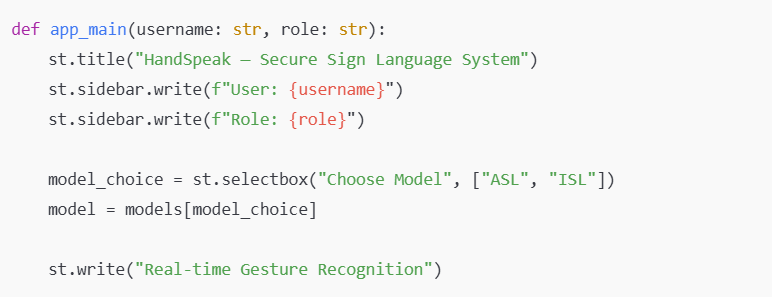 def app_main(username: str, role: str):
    st.title("HandSpeak – Secure Sign Language System")
    st.sidebar.write(f"User: {username}")
    st.sidebar.write(f"Role: {role}")
    model_choice = st.selectbox("Choose Model", ["ASL", "ISL"])
    model = models[model_choice]
    st.write("Real-time Gesture Recognition")